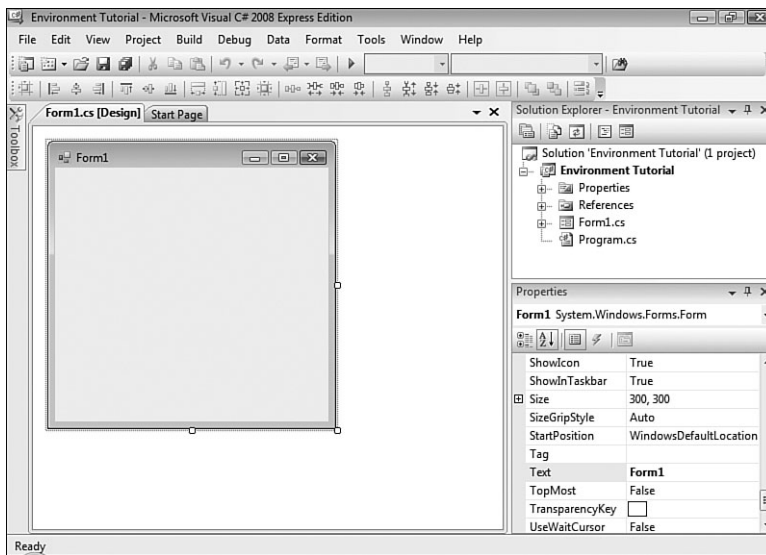 Environment Tutorial - Microsoft Visual C# 2008 Express Edition
File Edit View Project Build Debug Data Format Tools Window Help
Form1.cs [Design] Start Page
Toolbox
Form1
Solution Explorer - Environment Tutorial
Solution 'Environment Tutorial' (1 project)
Environment Tutorial
Properties
References
Form1.cs
Program.cs
Properties
Form1 System.Windows.Forms.Form
ShowIcon True
ShowInTaskbar True
Size 300, 300
SizeGripStyle Auto
StartPosition WindowsDefaultLocation
Tag
Text Form1
TopMost False
TransparencyKey
UseWaitCursor False
Ready